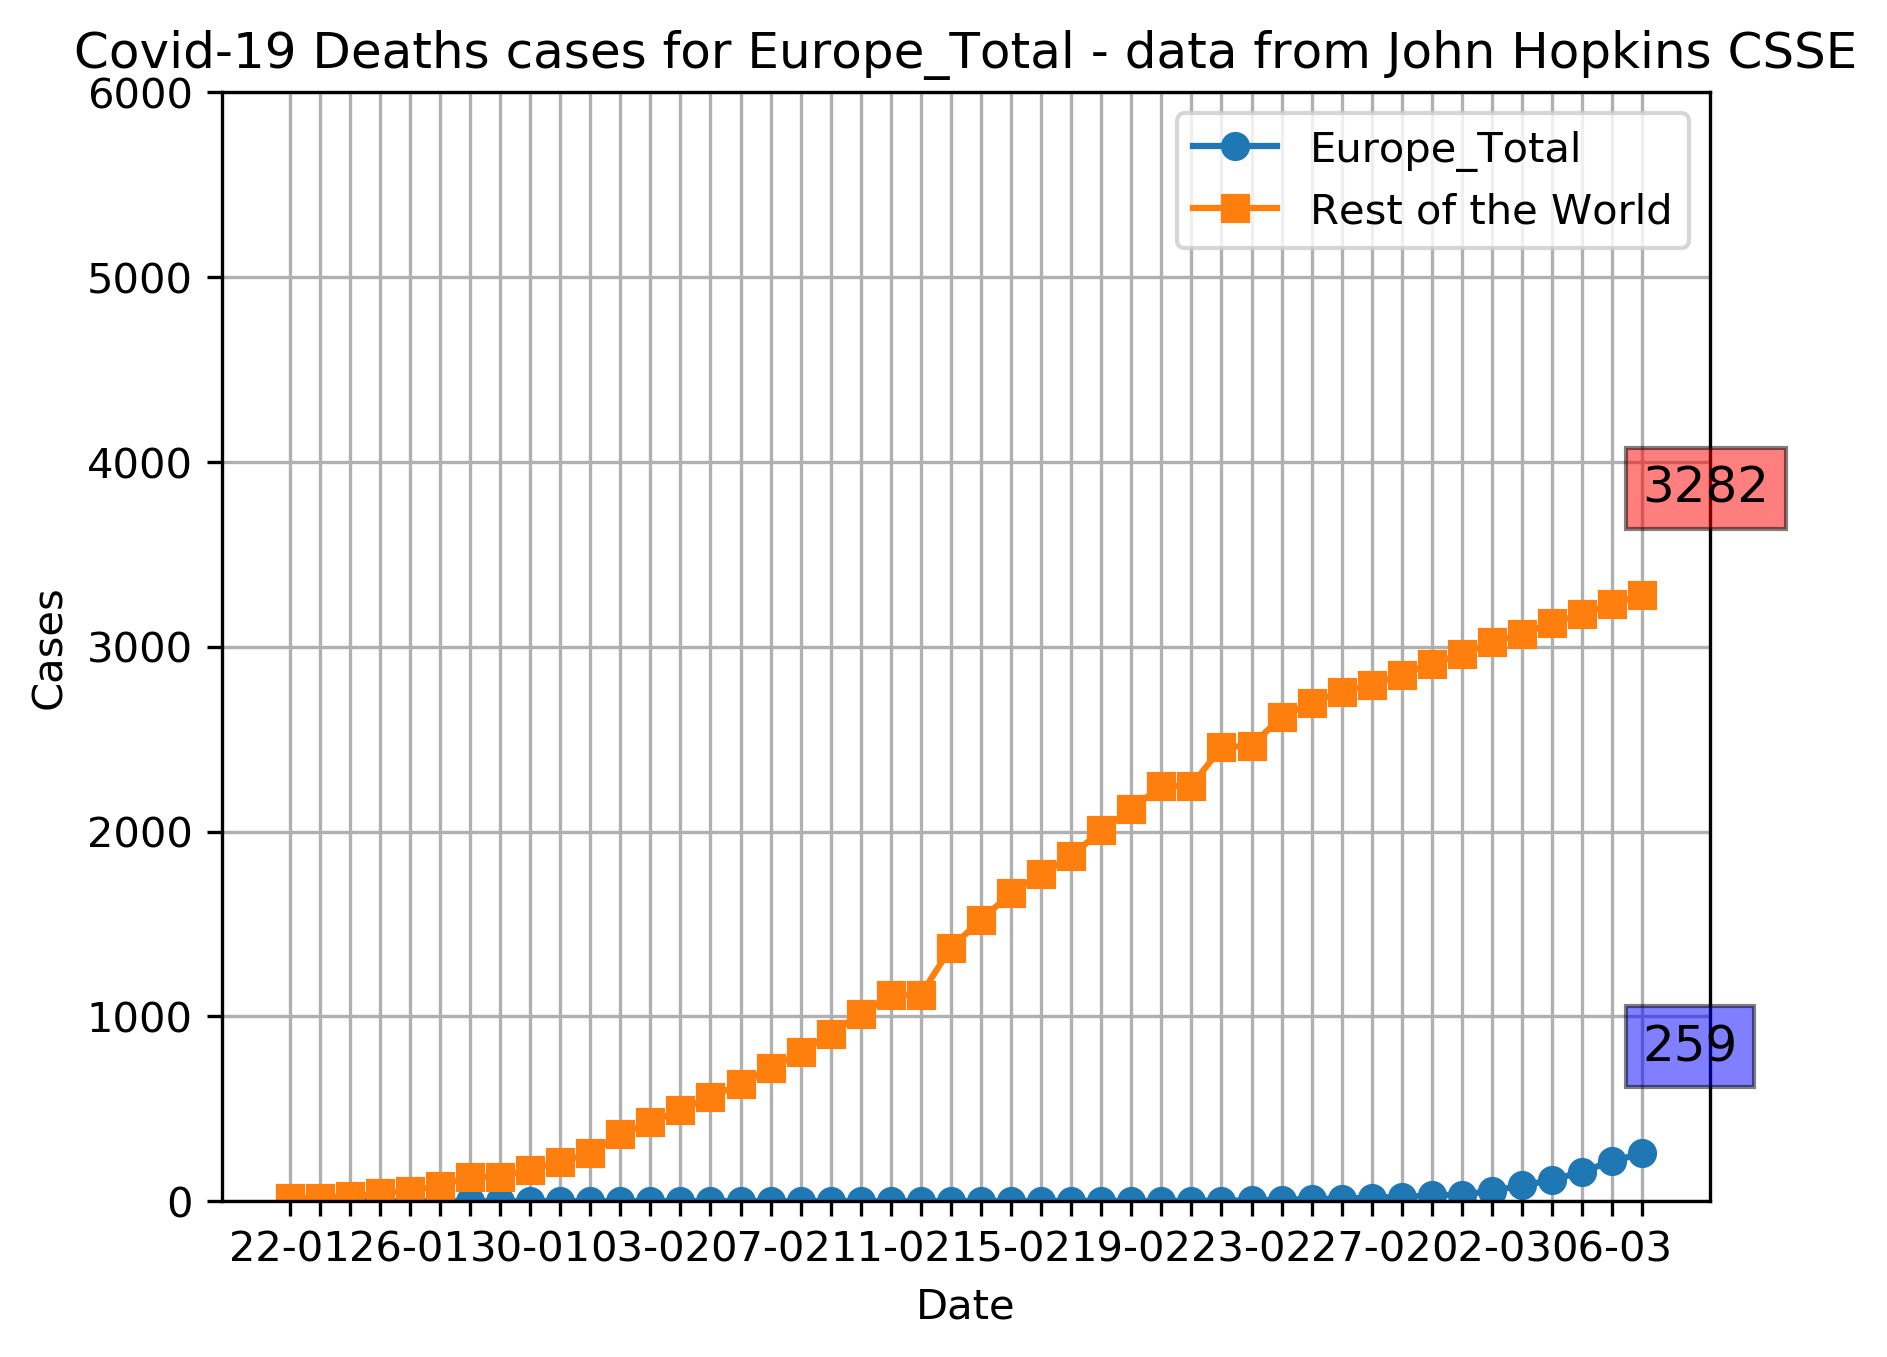 Covid-19 Deaths cases for Europe_Total - data from John Hopkins CSSE
6000
5000
4000
3000
2000
1000
0
Cases
Europe_Total
Rest of the World
3282
259
22-0126-0130-0103-0207-0211-0215-0219-0223-0227-0202-0306-03
Date